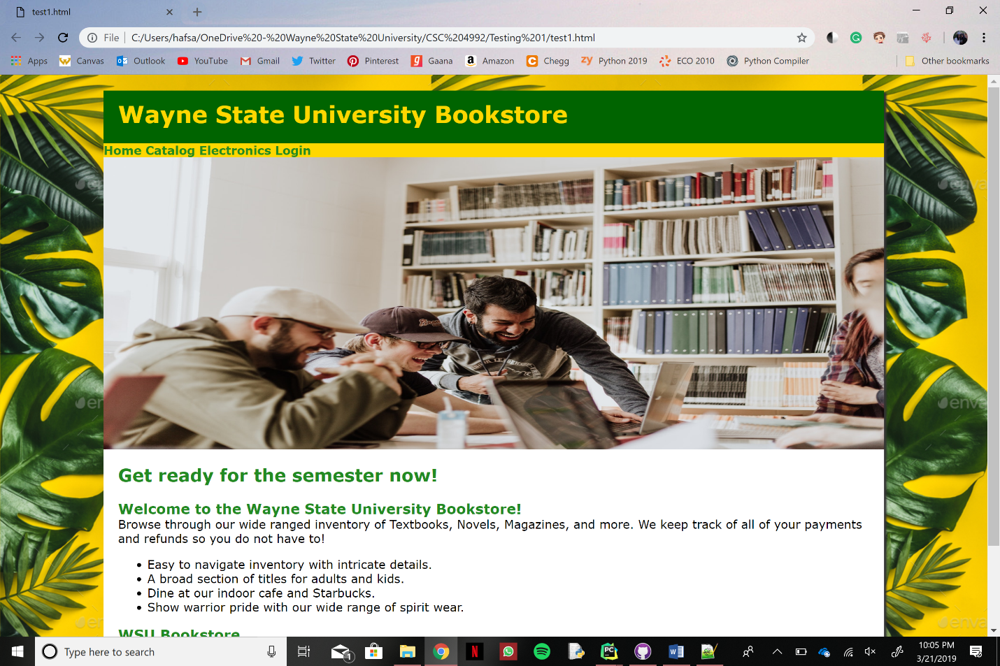 test1.html
File
C:/Users/hafsa/OneDrive%20-%20Wayne%20State%20University/CSC%204992/Testing%201/test1.html
Apps Canvas Outlook YouTube Gmail Twitter Pinterest Gaana Amazon Chegg Python 2019 ECO 2010 Python Compiler Other bookmarks
Wayne State University Bookstore
Home Catalog Electronics Login
Get ready for the semester now!
Welcome to the Wayne State University Bookstore!
Browse through our wide ranged inventory of Textbooks, Novels, Magazines, and more. We keep track of all of your payments
and refunds so you do not have to!
• Easy to navigate inventory with intricate details.
• A broad section of titles for adults and kids.
• Dine at our indoor cafe and Starbucks.
• Show warrior pride with our wide range of spirit wear.
WSU Bookstore
Type here to search
1
10:05 PM
3/21/2019